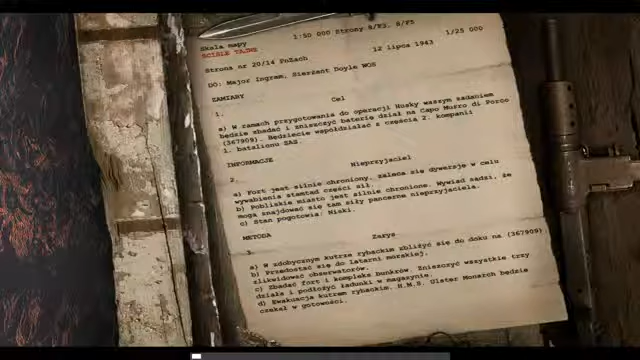 Skala mapy 1:50 000 Strony 8/F3, 8/F5 1/25 000
ŚCIŚLE TAJNE
Strona nr 20/14 PoZach 12 lipca 1943
DO: Major Ingram, Sierżant Doyle WOS
ZAMIARY Cel
1.
a) W ramach przygotowania do operacji Husky waszym zadaniem
będzie zbadać i zniszczyć baterię dział na Capo Murro di Porco
(367909). Będziecie współdziałać z częścią 2. kompanii
1. batalionu SAS.
INFORMACJE Nieprzyjaciel
2.
a) Fort jest silnie chroniony, zaleca się dywersję w celu
wywabienia stamtąd części sił.
b) Pobliskie miasto jest silnie chronione. Wywiad sądzi, że
mogą znajdować się tam siły pancerne nieprzyjaciela.
c) Stan pogotowia: Niski.
METODA Zarys
3.
a) W zdobycznym kutrze rybackim zbliżyć się do doku na (367909)
b) Przedostać się do latarni morskiej,
zlikwidować obserwatorów.
c) Zbadać fort i kompleks bunkrów. Zniszczyć wszystkie trzy
działa i podłożyć ładunki w magazynie.
d) Ewakuacja kutrem rybackim. H.M.S. Ulster Monarch będzie
czekał w gotowości.